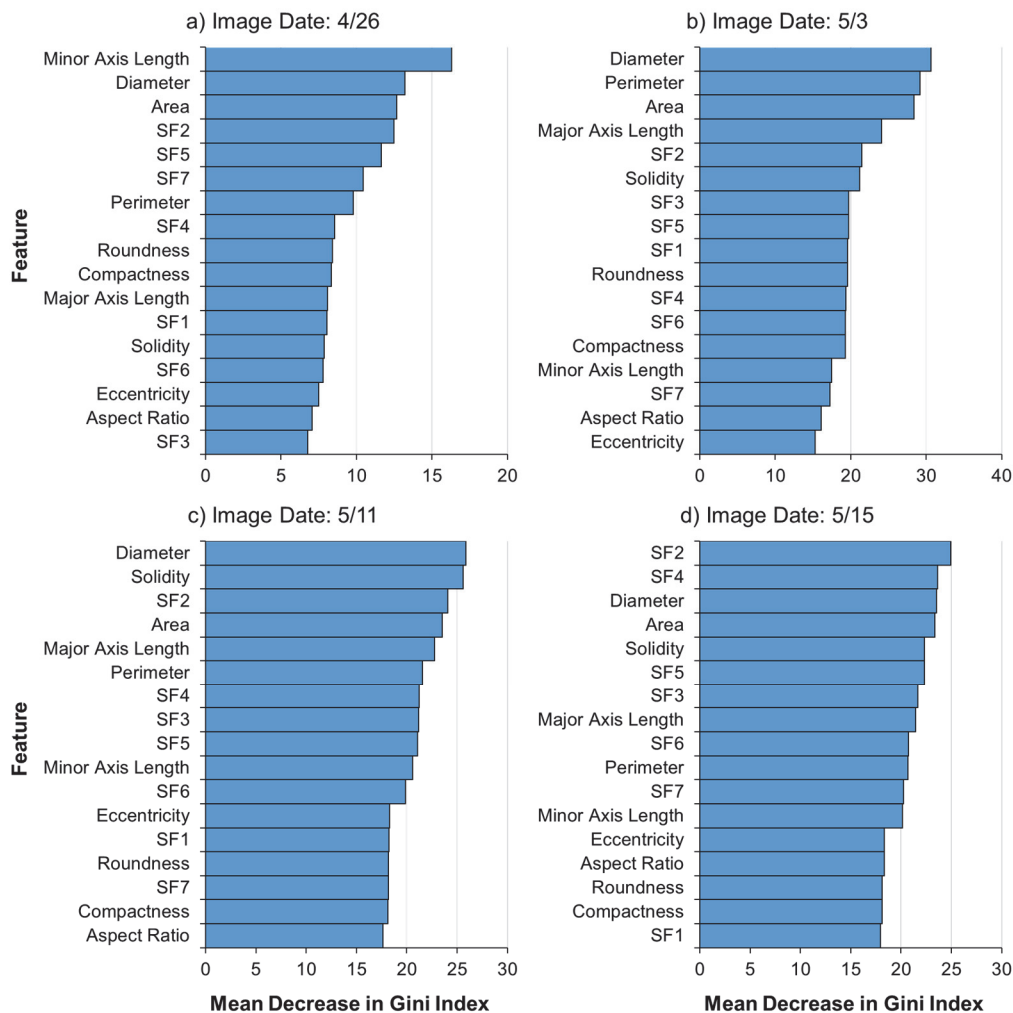 a) Image Date: 4/26
Feature
Minor Axis Length
Diameter
Area
SF2
SF5
SF7
Perimeter
SF4
Roundness
Compactness
Major Axis Length
SF1
Solidity
SF6
Eccentricity
Aspect Ratio
SF3
0 5 10 15 20
b) Image Date: 5/3
Diameter
Perimeter
Area
Major Axis Length
SF2
Solidity
SF3
SF5
SF1
Roundness
SF4
SF6
Compactness
Minor Axis Length
SF7
Aspect Ratio
Eccentricity
0 10 20 30 40
c) Image Date: 5/11
Feature
Diameter
Solidity
SF2
Area
Major Axis Length
Perimeter
SF4
SF3
SF5
Minor Axis Length
SF6
Eccentricity
SF1
Roundness
SF7
Compactness
Aspect Ratio
0 5 10 15 20 25 30
Mean Decrease in Gini Index
d) Image Date: 5/15
SF2
SF4
Diameter
Area
Solidity
SF5
SF3
Major Axis Length
SF6
Perimeter
SF7
Minor Axis Length
Eccentricity
Aspect Ratio
Roundness
Compactness
SF1
0 5 10 15 20 25 30
Mean Decrease in Gini Index